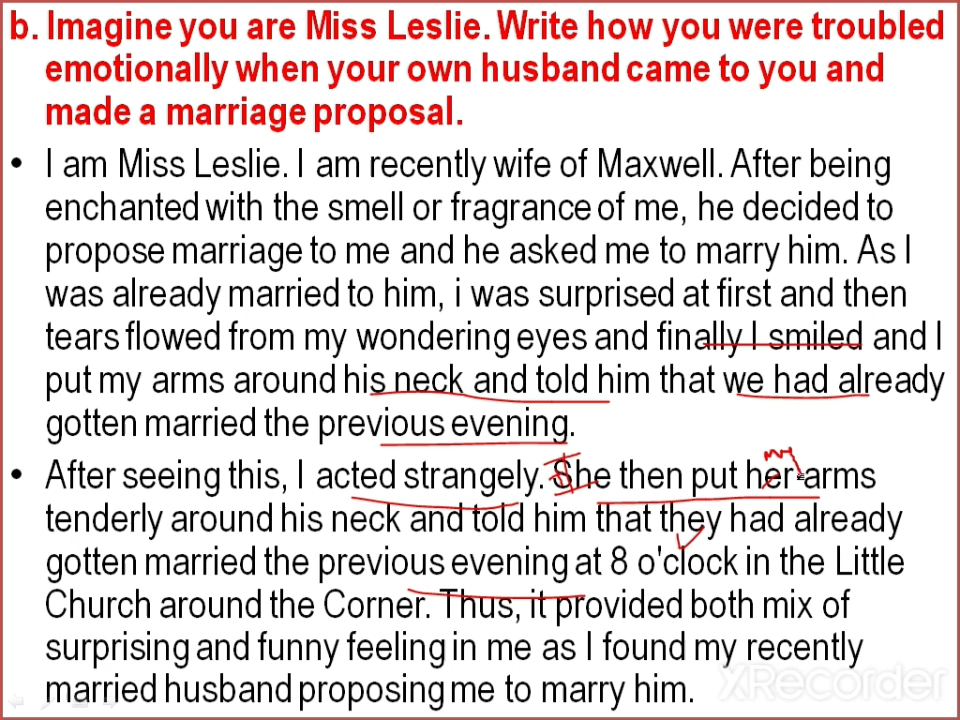 b. Imagine you are Miss Leslie. Write how you were troubled
emotionally when your own husband came to you and
made a marriage proposal.
• I am Miss Leslie. I am recently wife of Maxwell. After being
enchanted with the smell or fragrance of me, he decided to
propose marriage to me and he asked me to marry him. As I
was already married to him, i was surprised at first and then
tears flowed from my wondering eyes and finally I smiled and I
put my arms around his neck and told him that we had already
gotten married the previous evening.
my
• After seeing this, I acted strangely. She then put her arms
tenderly around his neck and told him that they had already
gotten married the previous evening at 8 o'clock in the Little
Church around the Corner. Thus, it provided both mix of
surprising and funny feeling in me as I found my recently
married husband proposing me to marry him.
XRecorder